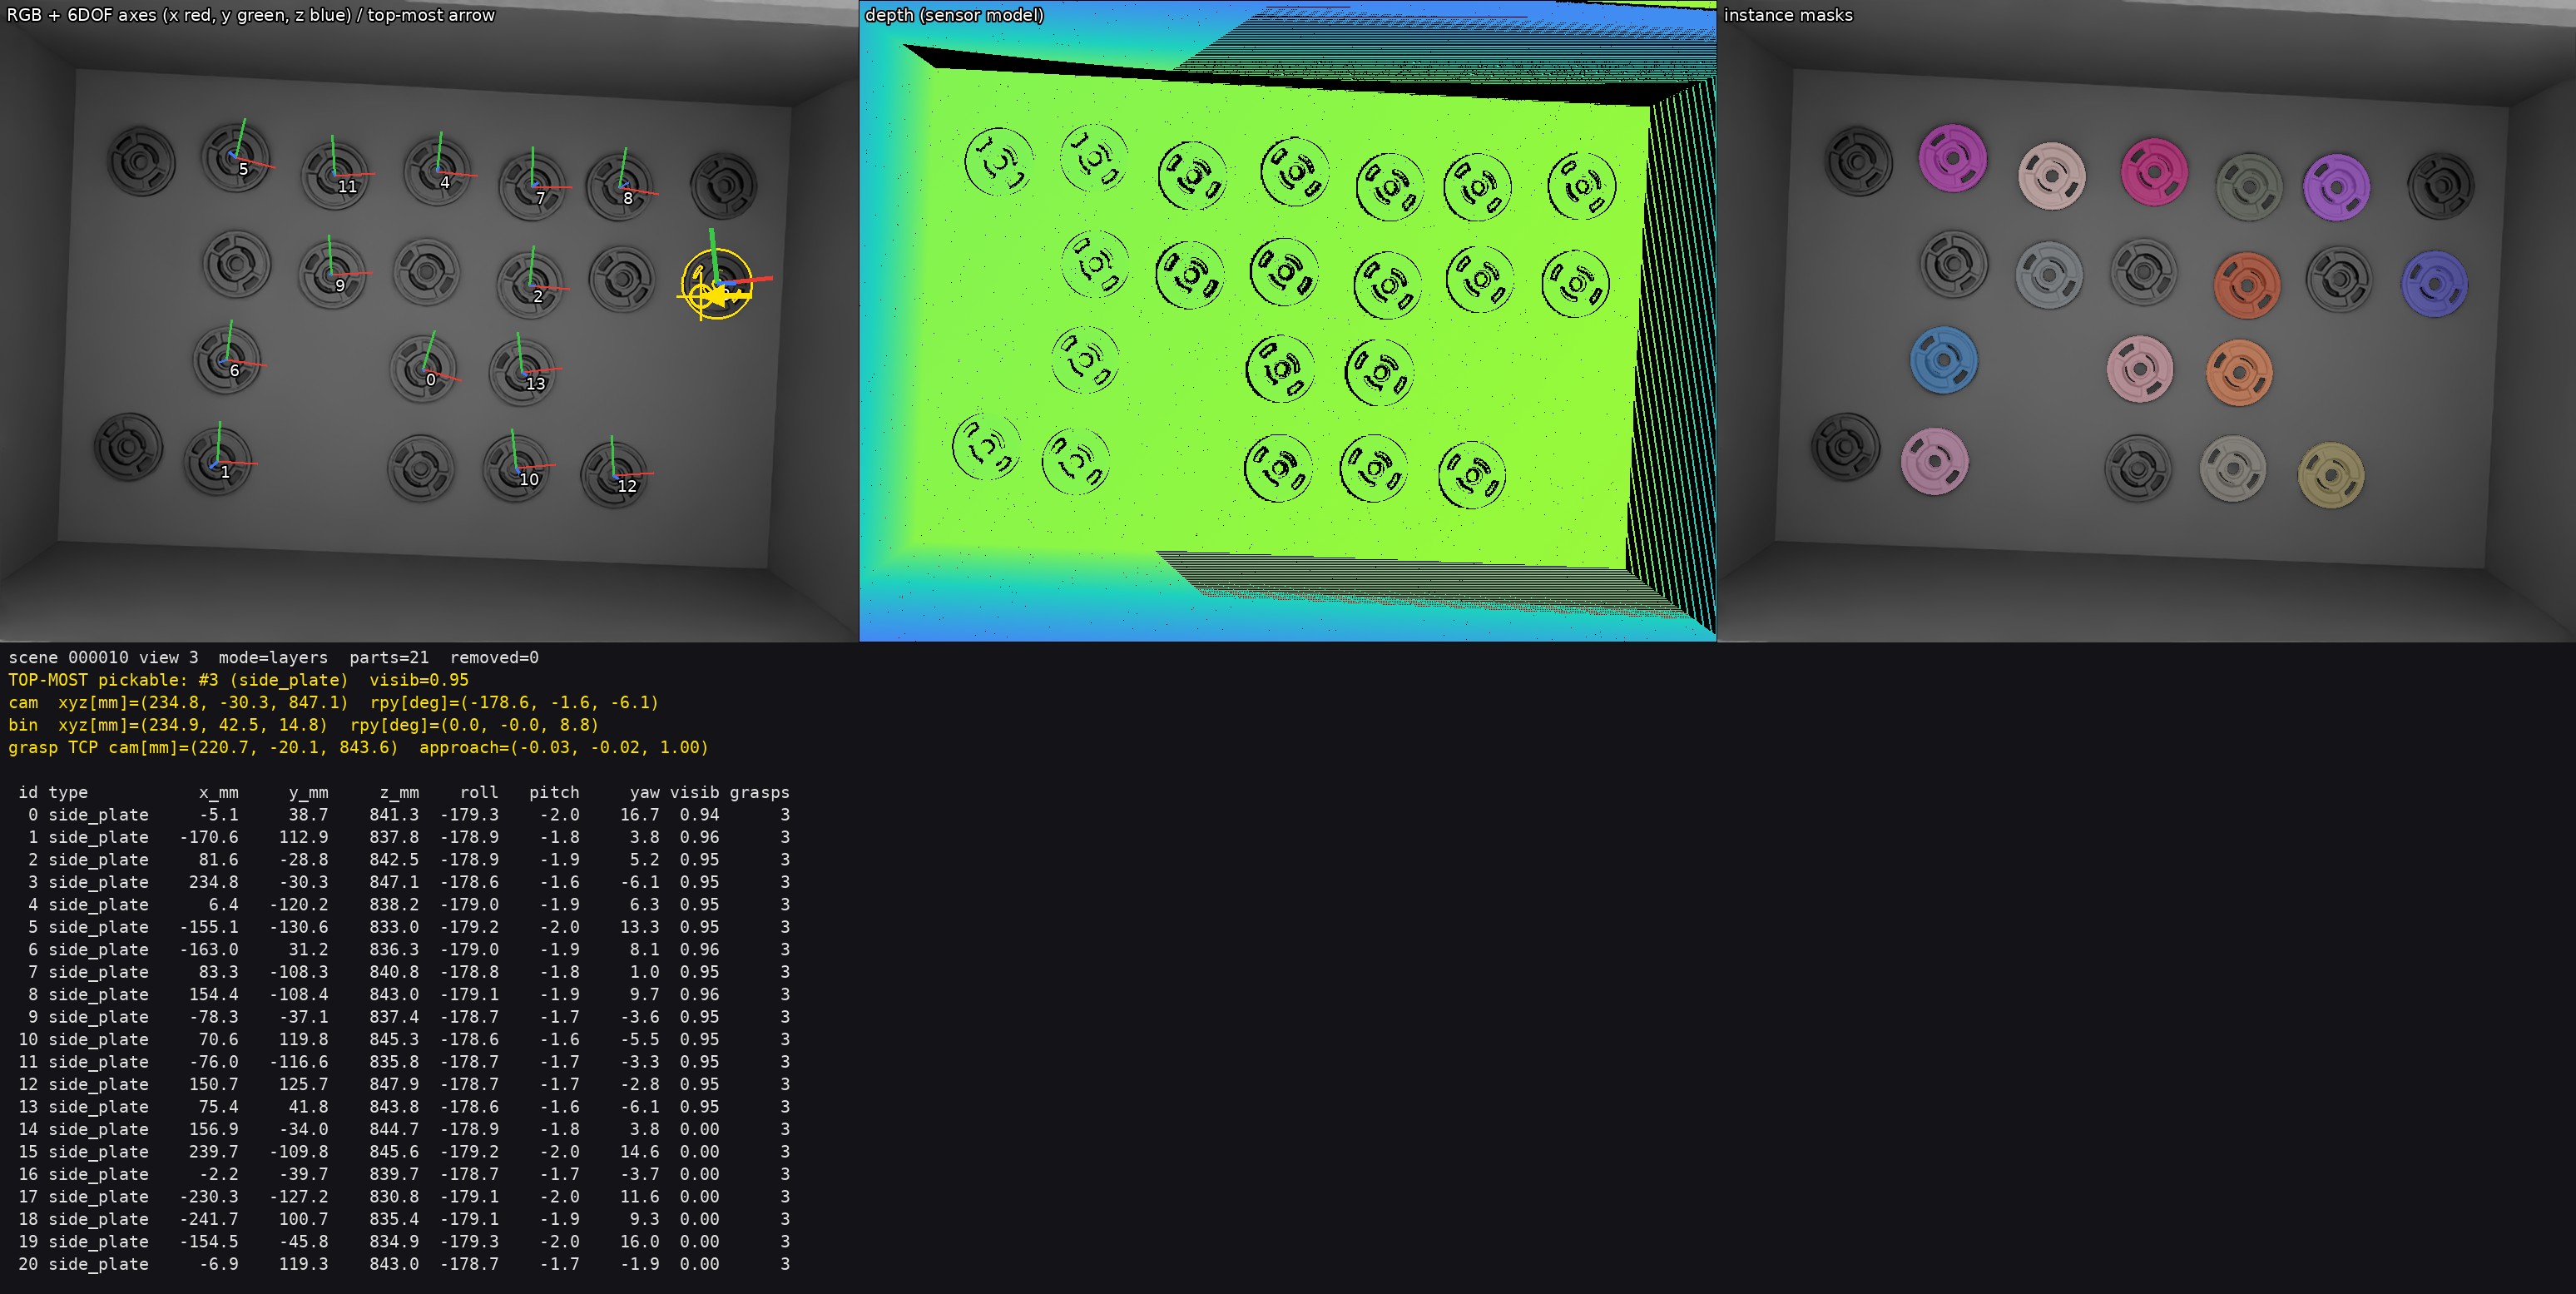 RGB + 6DOF axes (x red, y green, z blue) / top-most arrow
depth (sensor model)
instance masks
5
11
4
7
8
9
2
6
0
13
1
10
12
scene 000010 view 3  mode=layers  parts=21  removed=0
TOP-MOST pickable: #3 (side_plate)  visib=0.95
cam  xyz[mm]=(234.8, -30.3, 847.1)  rpy[deg]=(-178.6, -1.6, -6.1)
bin  xyz[mm]=(234.9, 42.5, 14.8)  rpy[deg]=(0.0, -0.0, 8.8)
grasp TCP cam[mm]=(220.7, -20.1, 843.6)  approach=(-0.03, -0.02, 1.00)
id type x_mm y_mm z_mm roll pitch yaw visib grasps
0 side_plate -5.1 38.7 841.3 -179.3 -2.0 16.7 0.94 3
1 side_plate -170.6 112.9 837.8 -178.9 -1.8 3.8 0.96 3
2 side_plate 81.6 -28.8 842.5 -178.9 -1.9 5.2 0.95 3
3 side_plate 234.8 -30.3 847.1 -178.6 -1.6 -6.1 0.95 3
4 side_plate 6.4 -120.2 838.2 -179.0 -1.9 6.3 0.95 3
5 side_plate -155.1 -130.6 833.0 -179.2 -2.0 13.3 0.95 3
6 side_plate -163.0 31.2 836.3 -179.0 -1.9 8.1 0.96 3
7 side_plate 83.3 -108.3 840.8 -178.8 -1.8 1.0 0.95 3
8 side_plate 154.4 -108.4 843.0 -179.1 -1.9 9.7 0.96 3
9 side_plate -78.3 -37.1 837.4 -178.7 -1.7 -3.6 0.95 3
10 side_plate 70.6 119.8 845.3 -178.6 -1.6 -5.5 0.95 3
11 side_plate -76.0 -116.6 835.8 -178.7 -1.7 -3.3 0.95 3
12 side_plate 150.7 125.7 847.9 -178.7 -1.7 -2.8 0.95 3
13 side_plate 75.4 41.8 843.8 -178.6 -1.6 -6.1 0.95 3
14 side_plate 156.9 -34.0 844.7 -178.9 -1.8 3.8 0.00 3
15 side_plate 239.7 -109.8 845.6 -179.2 -2.0 14.6 0.00 3
16 side_plate -2.2 -39.7 839.7 -178.7 -1.7 -3.7 0.00 3
17 side_plate -230.3 -127.2 830.8 -179.1 -2.0 11.6 0.00 3
18 side_plate -241.7 100.7 835.4 -179.1 -1.9 9.3 0.00 3
19 side_plate -154.5 -45.8 834.9 -179.3 -2.0 16.0 0.00 3
20 side_plate -6.9 119.3 843.0 -178.7 -1.7 -1.9 0.00 3